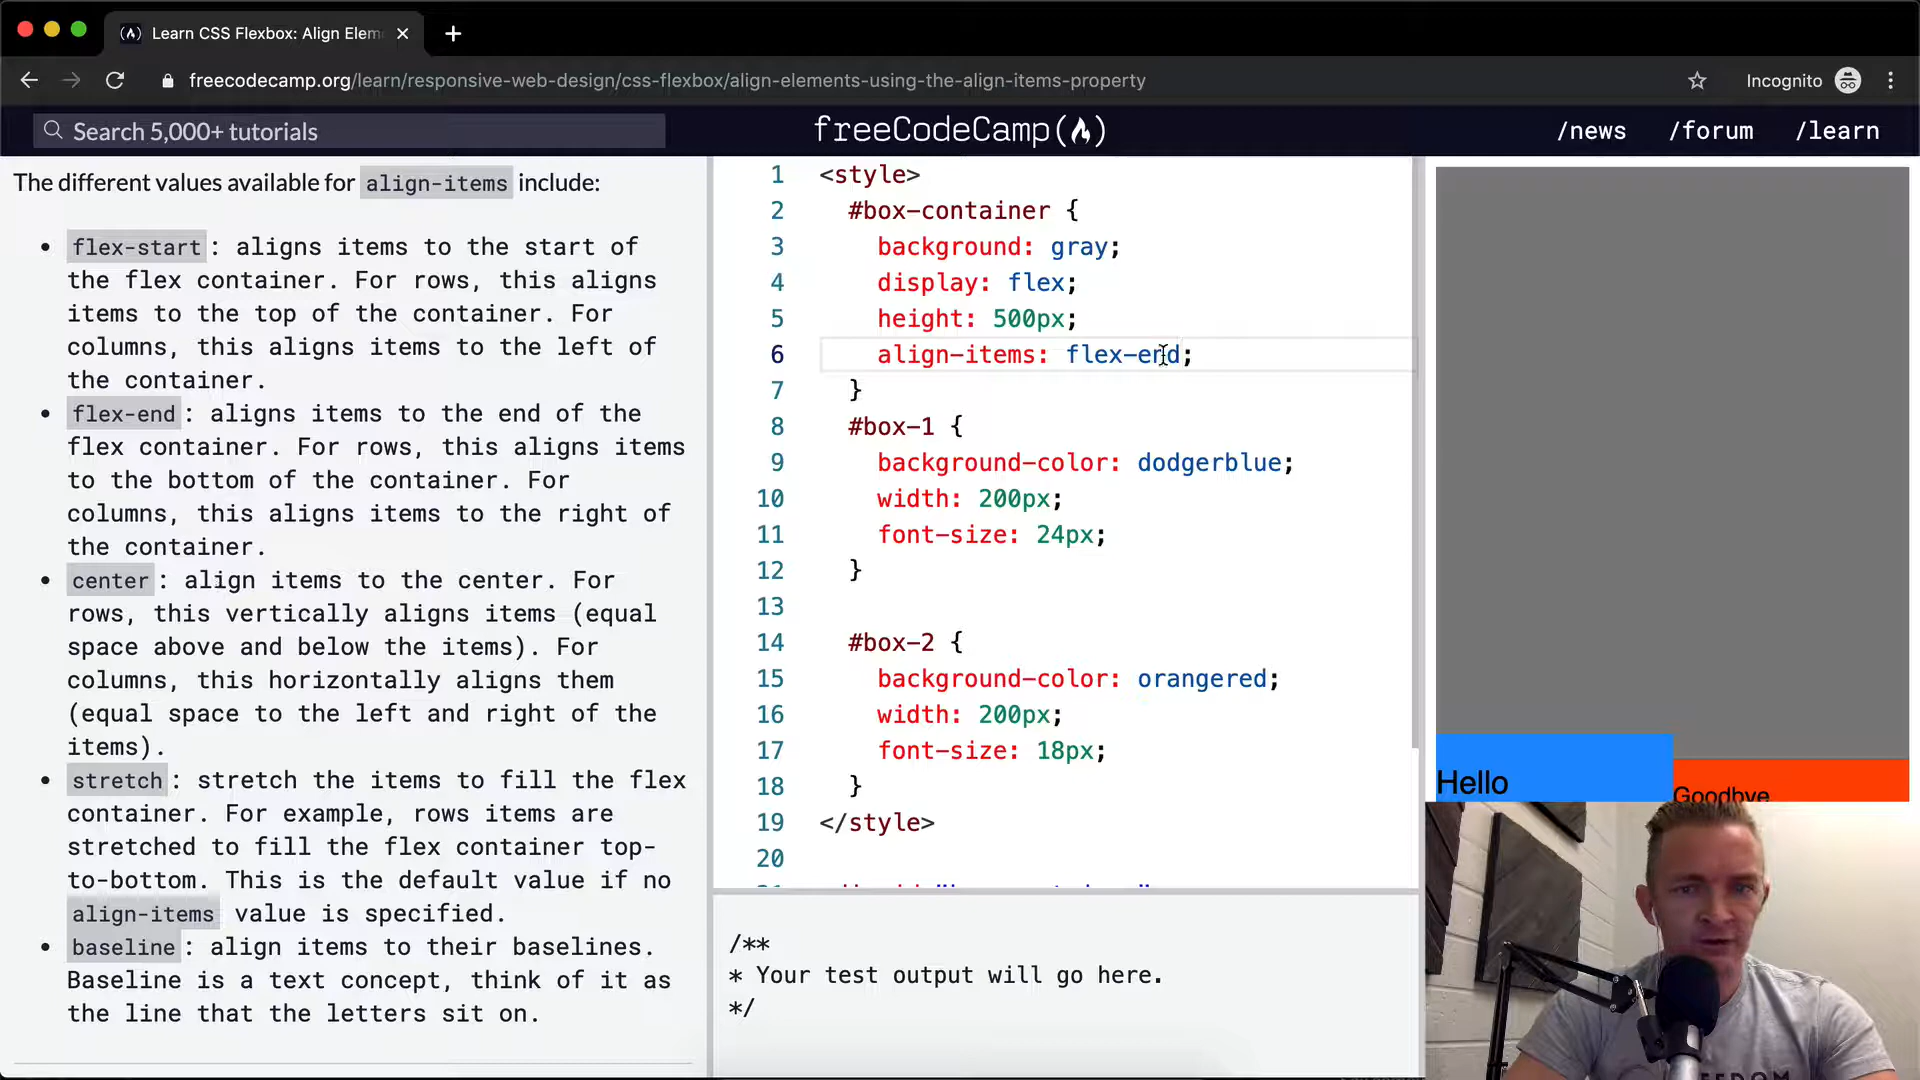 Learn CSS Flexbox: Align Elem
freecodecamp.org/learn/responsive-web-design/css-flexbox/align-elements-using-the-align-items-property
Incognito
Search 5,000+ tutorials
freeCodeCamp
/news /forum /learn
The different values available for align-items include:
flex-start: aligns items to the start of
the flex container. For rows, this aligns
items to the top of the container. For
columns, this aligns items to the left of
the container.
flex-end: aligns items to the end of the
flex container. For rows, this aligns items
to the bottom of the container. For
columns, this aligns items to the right of
the container.
center: align items to the center. For
rows, this vertically aligns items (equal
space above and below the items). For
columns, this horizontally aligns them
(equal space to the left and right of the
items).
stretch: stretch the items to fill the flex
container. For example, rows items are
stretched to fill the flex container top-
to-bottom. This is the default value if no
align-items value is specified.
baseline: align items to their baselines.
Baseline is a text concept, think of it as
the line that the letters sit on.
1 <style>
2 #box-container {
3 background: gray;
4 display: flex;
5 height: 500px;
6 align-items: flex-end;
7 }
8 #box-1 {
9 background-color: dodgerblue;
10 width: 200px;
11 font-size: 24px;
12 }
13
14 #box-2 {
15 background-color: orangered;
16 width: 200px;
17 font-size: 18px;
18 }
19 </style>
20
/**
* Your test output will go here.
*/
Hello
Goodbye